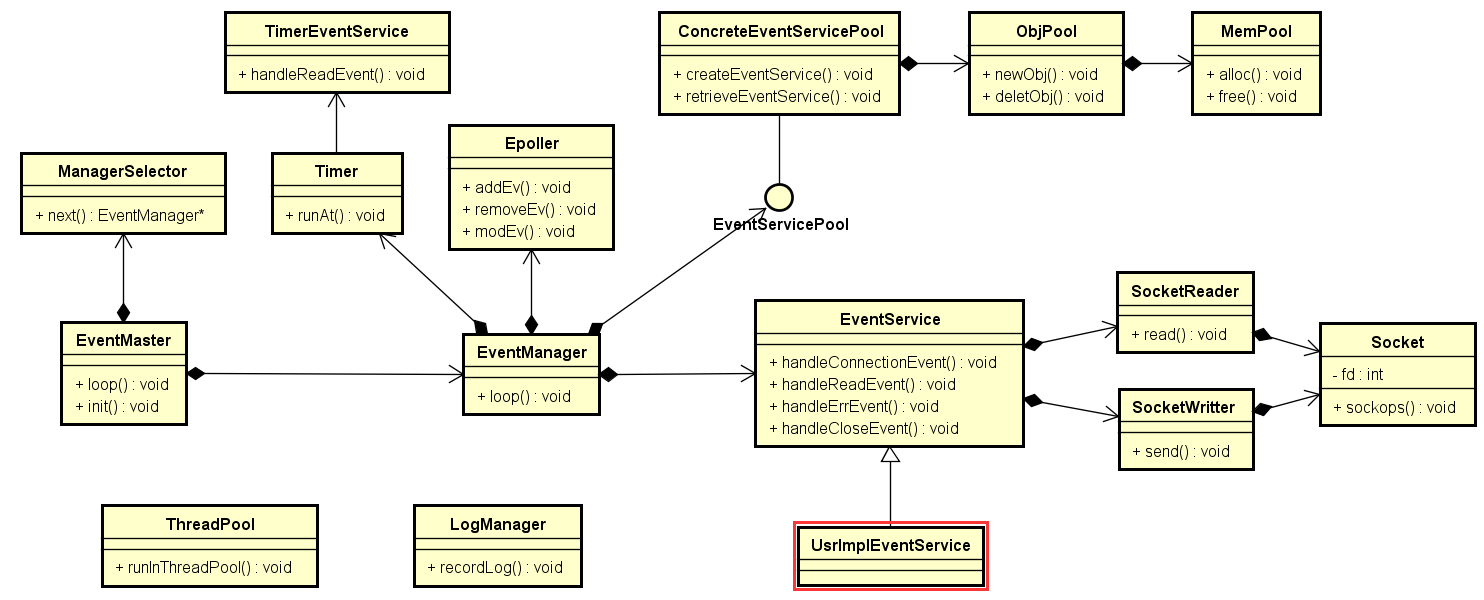 TimerEventService
+ handleReadEvent() : void
ConcreteEventServicePool
+ createEventService() : void
+ retrieveEventService() : void
ObjPool
+ newObj() : void
+ deletObj() : void
MemPool
+ alloc() : void
+ free() : void
ManagerSelector
+ next() : EventManager*
Timer
+ runAt() : void
Epoller
+ addEv() : void
+ removeEv() : void
+ modEv() : void
EventServicePool
EventMaster
+ loop() : void
+ init() : void
EventManager
+ loop() : void
EventService
+ handleConnectionEvent() : void
+ handleReadEvent() : void
+ handleErrEvent() : void
+ handleCloseEvent() : void
SocketReader
+ read() : void
SocketWritter
+ send() : void
Socket
- fd : int
+ sockops() : void
ThreadPool
+ runInThreadPool() : void
LogManager
+ recordLog() : void
UsrImplEventService